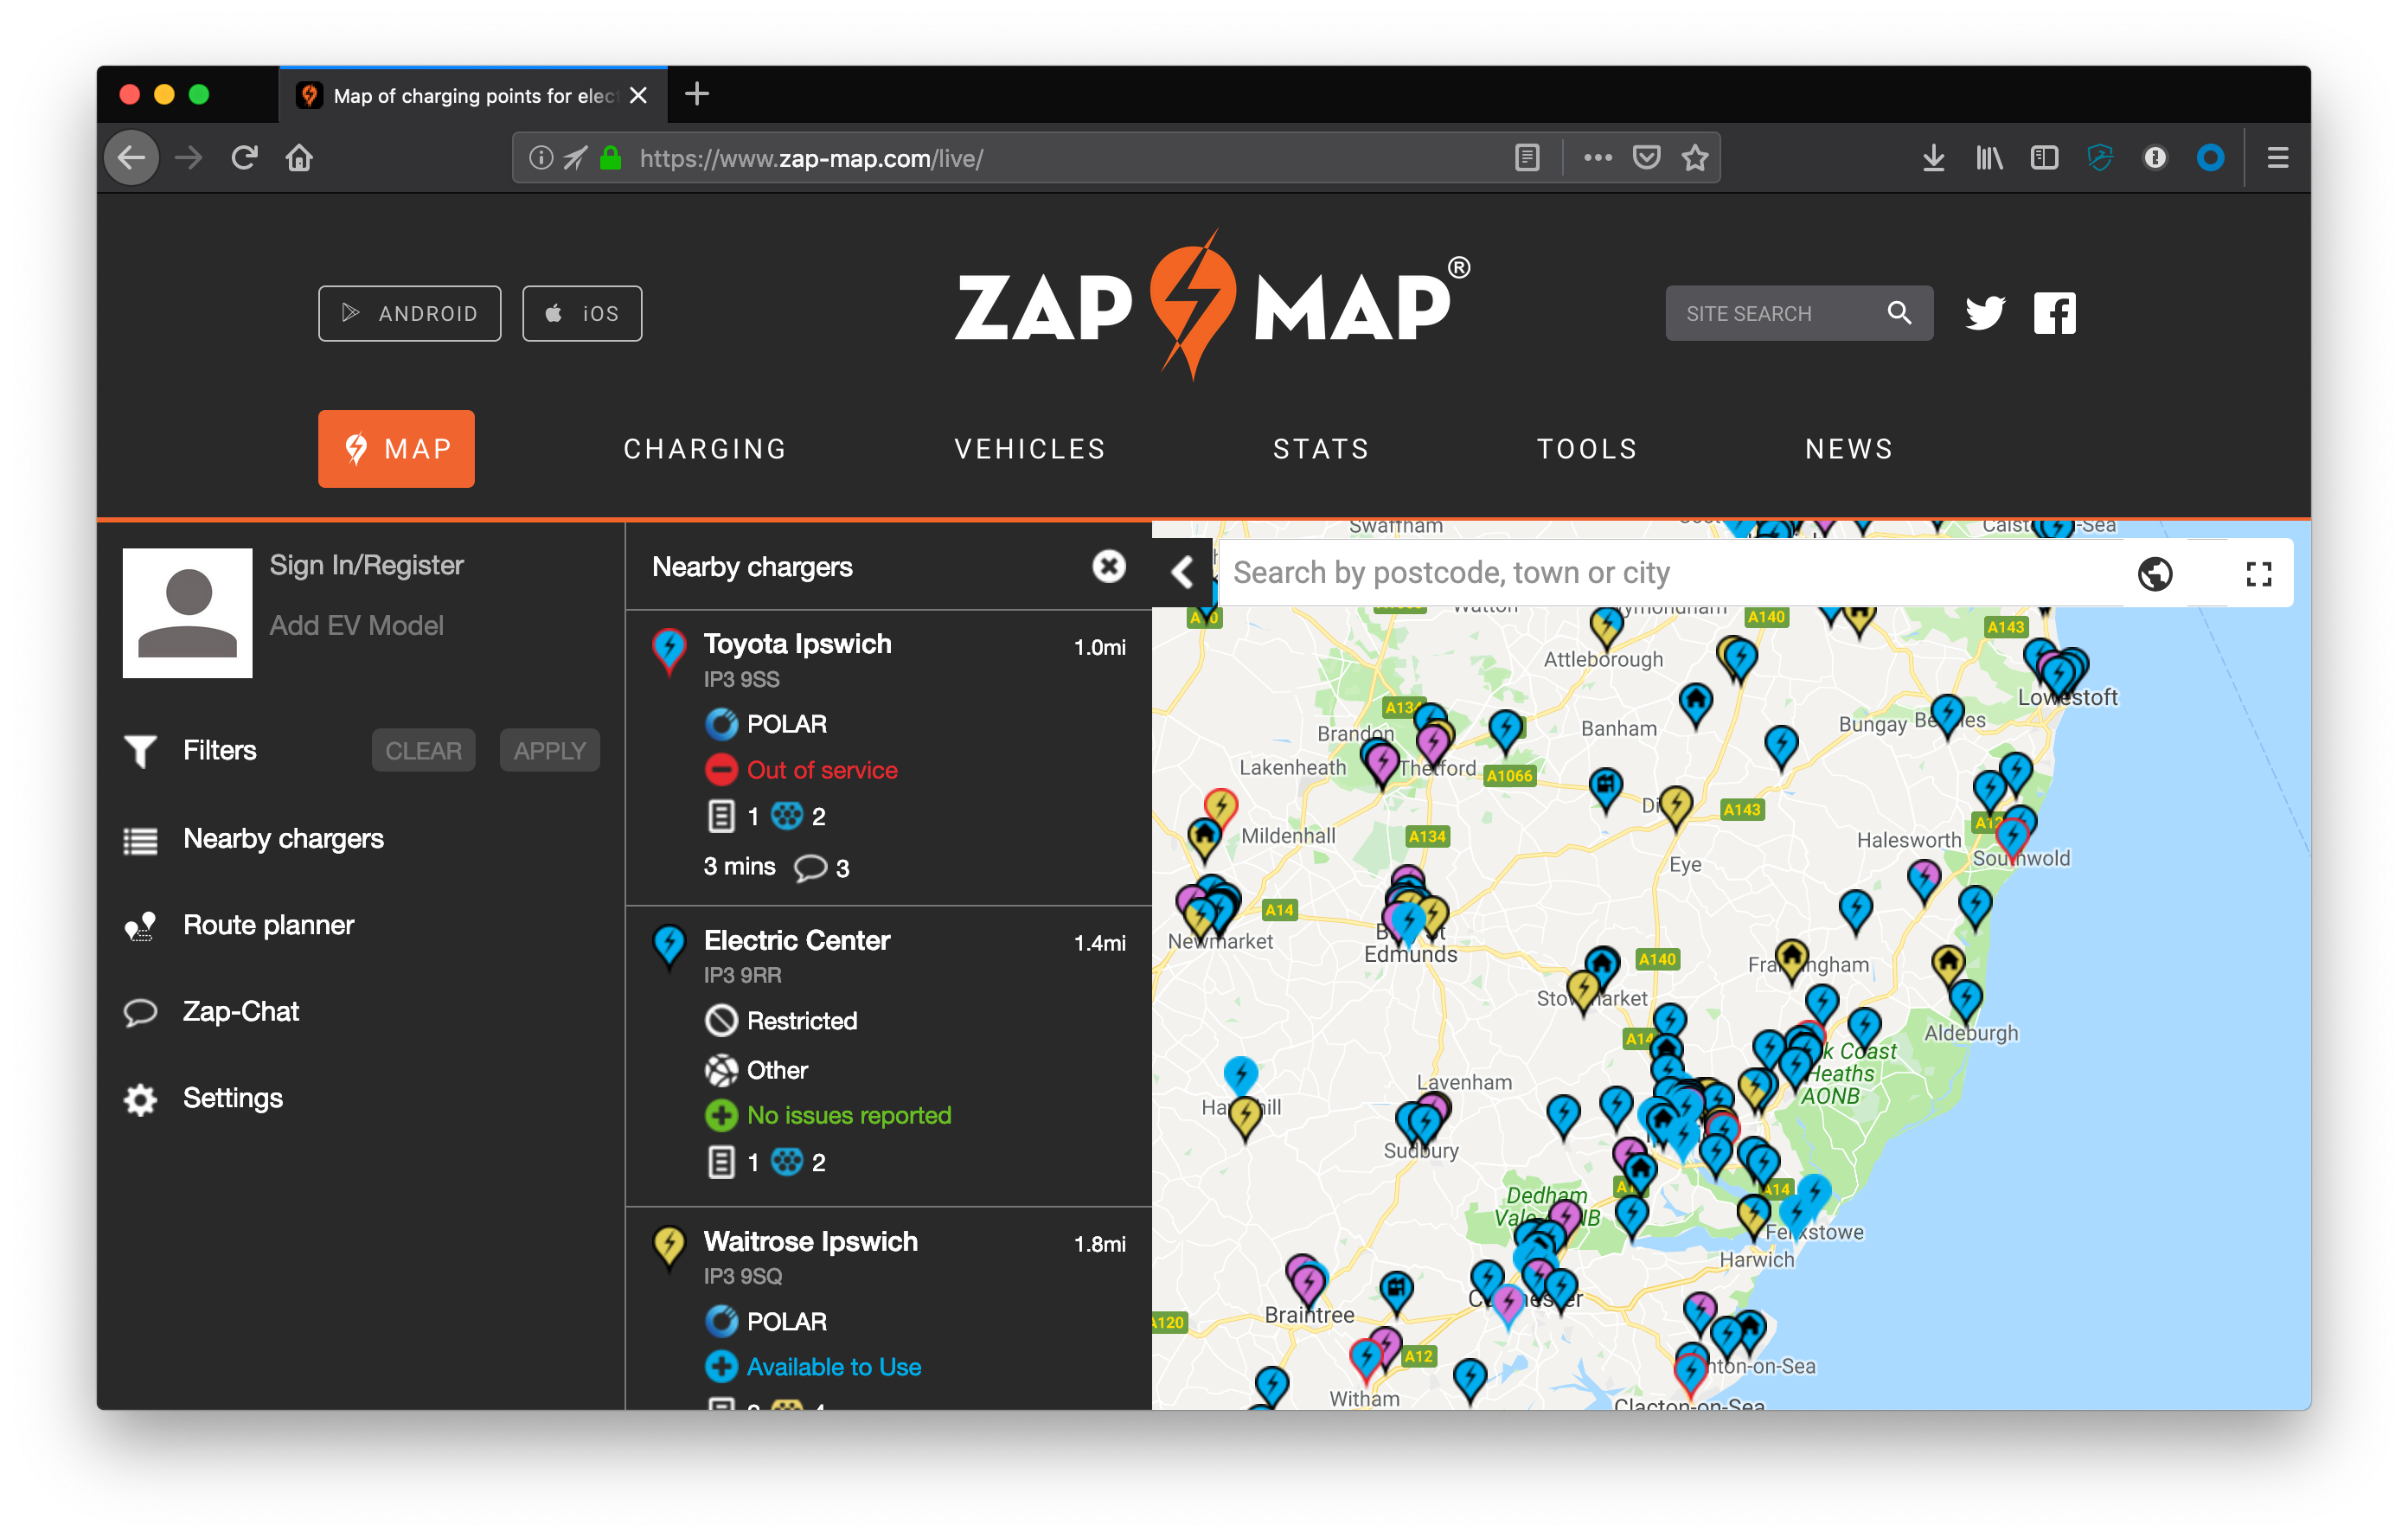 Map of charging points for elec
https://www.zap-map.com/live/
ANDROID
iOS
ZAP MAP®
SITE SEARCH
MAP
CHARGING
VEHICLES
STATS
TOOLS
NEWS
Sign In/Register
Add EV Model
Filters
CLEAR
APPLY
Nearby chargers
Route planner
Zap-Chat
Settings
Nearby chargers
Toyota Ipswich
1.0mi
IP3 9SS
POLAR
Out of service
1 2
3 mins 3
Electric Center
1.4mi
IP3 9RR
Restricted
Other
No issues reported
1 2
Waitrose Ipswich
1.8mi
IP3 9SQ
POLAR
Available to Use
Search by postcode, town or city
Swaffham
A140
A143
Attleborough
Lowestoft
A134
Banham
Bungay
Brandon
Lakenheath
Thetford
A1066
A143
Mildenhall
A134
Halesworth
Eye
Southwold
A14
Newmarket
Edmunds
A140
Aldeburgh
Lavenham
Sudbury
Dedham
A14
Harwich
Braintree
A120
A12
Witham
Clacton-on-Sea